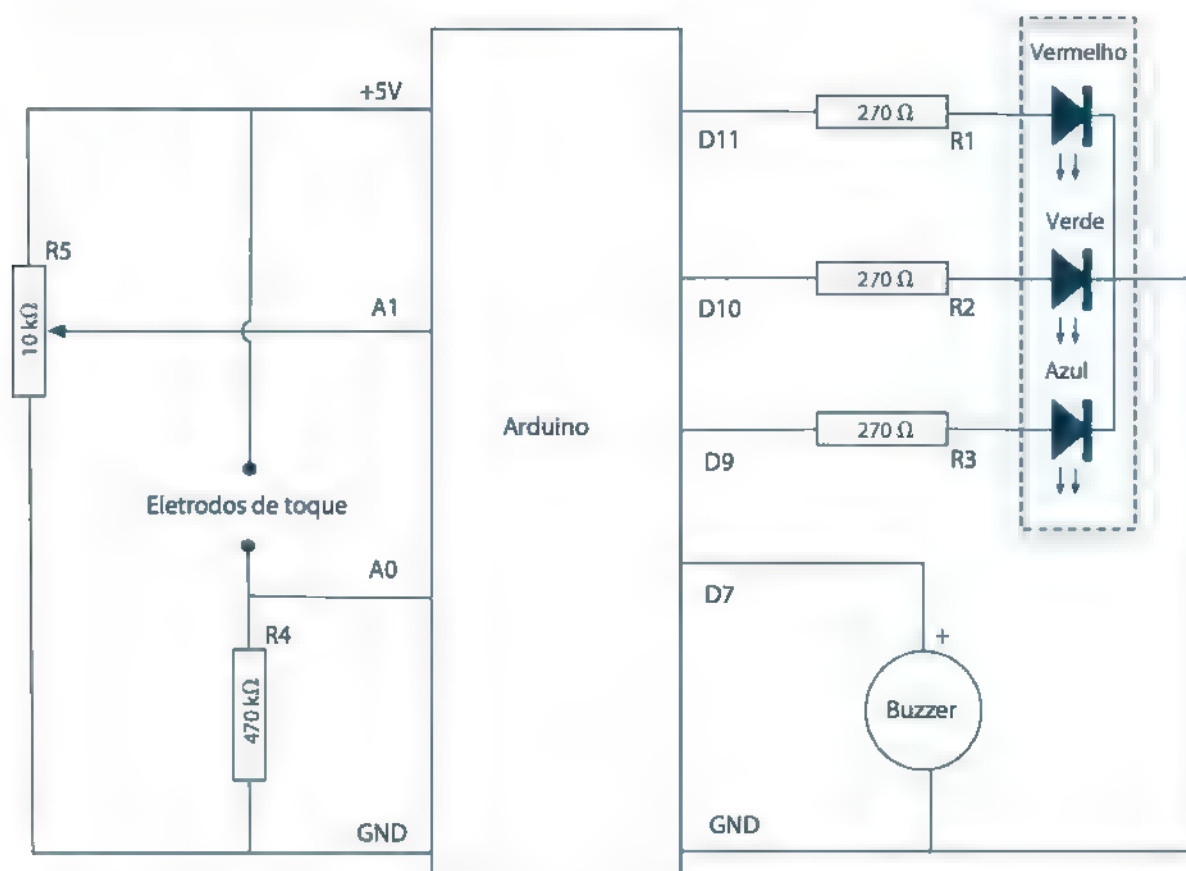 Vermelho
+5V
270 Ω
D11
R1
Verde
R5
10 kΩ
A1
270 Ω
D10
R2
Azul
Arduino
270 Ω
D9
R3
Eletrodos de toque
A0
D7
R4
470 kΩ
+
Buzzer
GND
GND